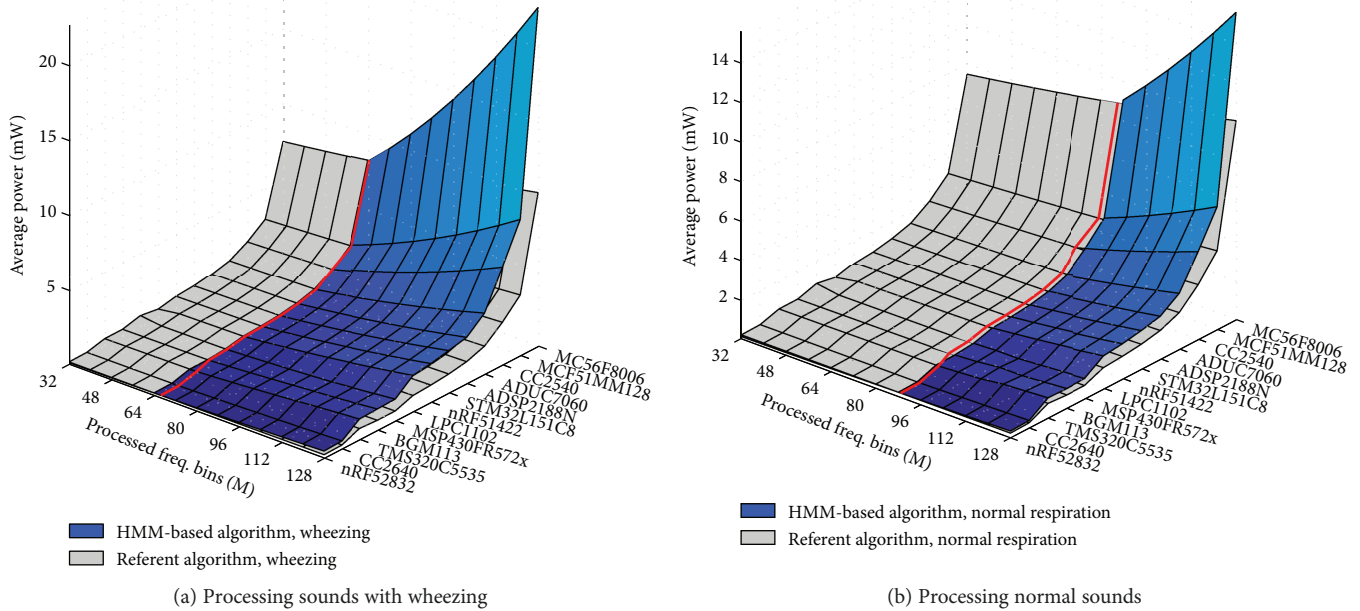 20
15
10
5
Average power (mW)
32
48
64
80
96
112
128
Processed freq. bins (M)
MC56F8006
MCF51MM128
CC2540
ADUC7060
ADSP2188N
STM32L151C8
nRF51422
LPC1102
MSP430FR572x
BGM113
TMS320C5535
CC2640
nRF52832
HMM-based algorithm, wheezing
Referent algorithm, wheezing
(a) Processing sounds with wheezing
14
12
10
8
6
4
2
Average power (mW)
32
48
64
80
96
112
128
Processed freq. bins (M)
MC56F8006
MCF51MM128
CC2540
ADUC7060
ADSP2188N
STM32L151C8
nRF51422
LPC1102
MSP430FR572x
BGM113
TMS320C5535
CC2640
nRF52832
HMM-based algorithm, normal respiration
Referent algorithm, normal respiration
(b) Processing normal sounds